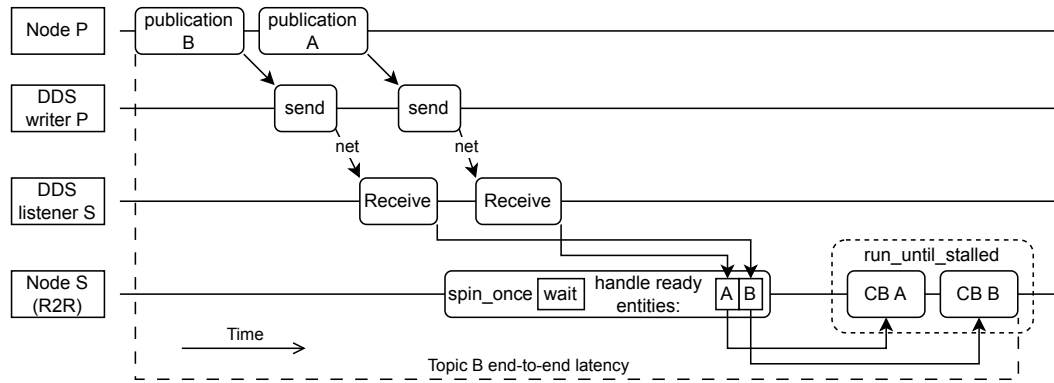 Node P
publication
B
publication
A
DDS
writer P
send
send
net
net
DDS
listener S
Receive
Receive
run_until_stalled
Node S
(R2R)
spin_once
wait
handle ready
entities:
A
B
CB A
CB B
Time
Topic B end-to-end latency